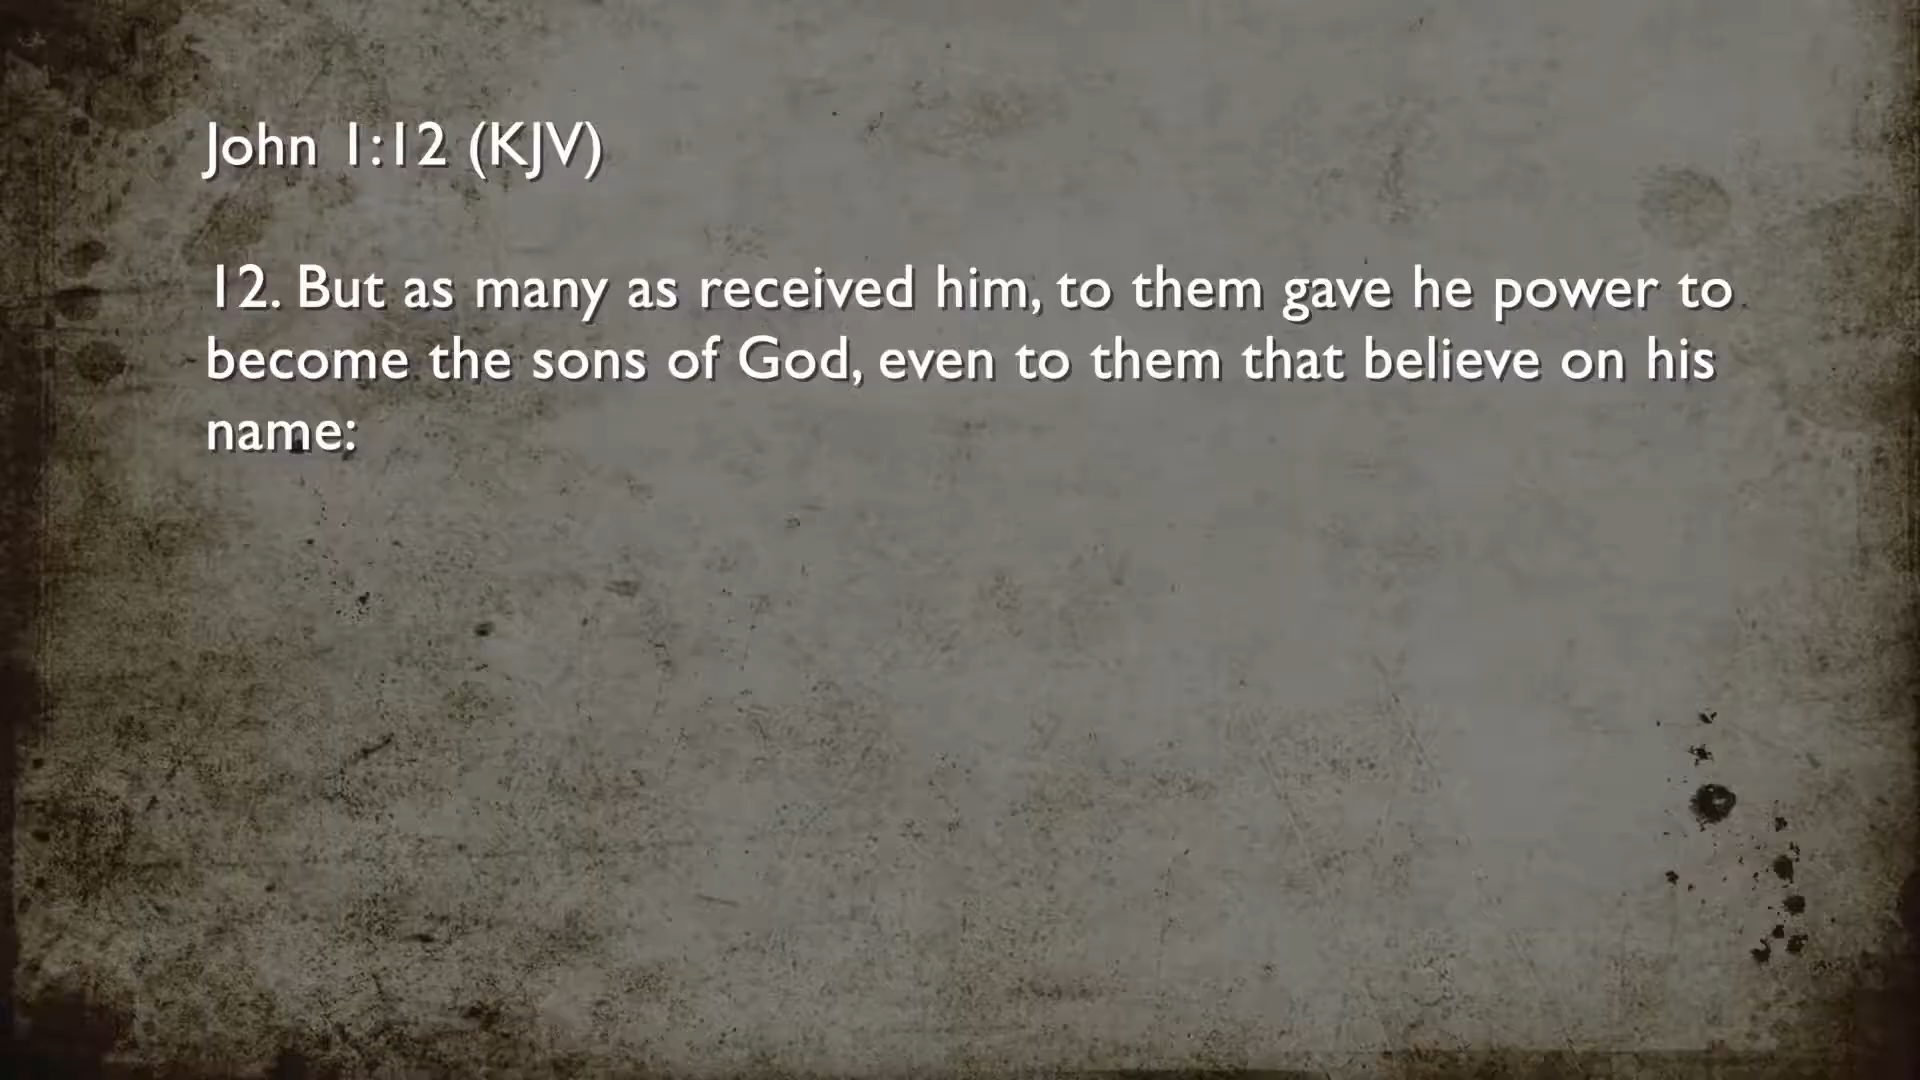 John 1:12 (KJV)
12. But as many as received him, to them gave he power to
become the sons of God, even to them that believe on his
name: